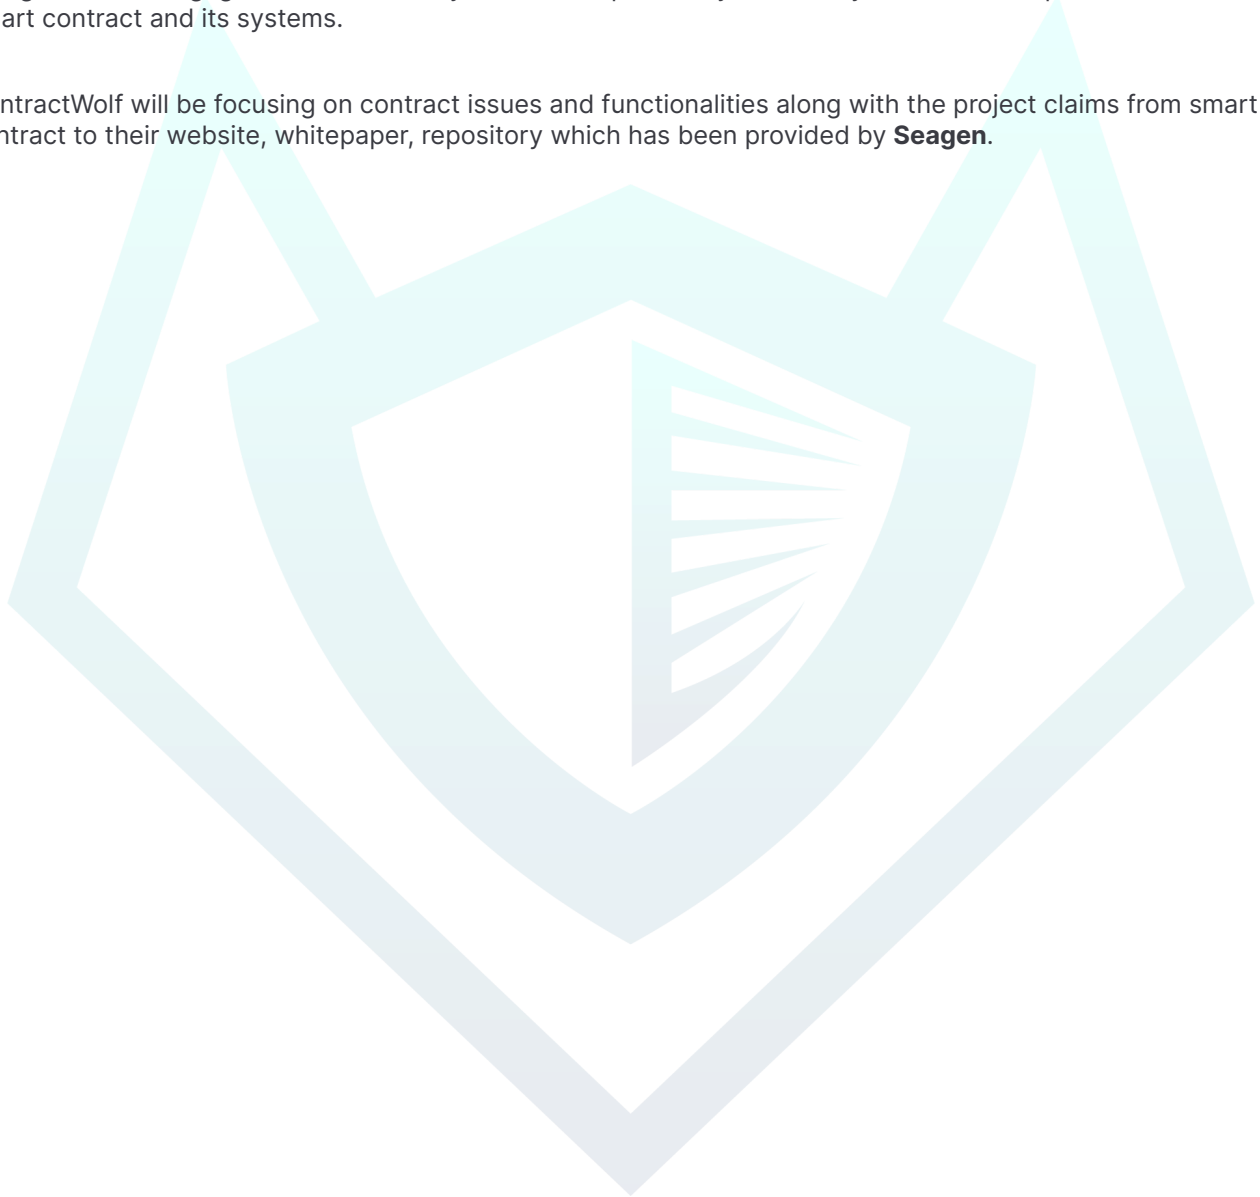 art contract and its systems.
ntractWolf will be focusing on contract issues and functionalities along with the project claims from smart
ntract to their website, whitepaper, repository which has been provided by Seagen.